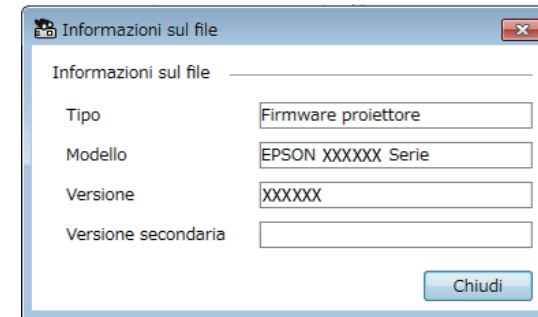 Informazioni sul file
Informazioni sul file
Tipo Firmware proiettore
Modello EPSON XXXXXX Serie
Versione XXXXXX
Versione secondaria
Chiudi